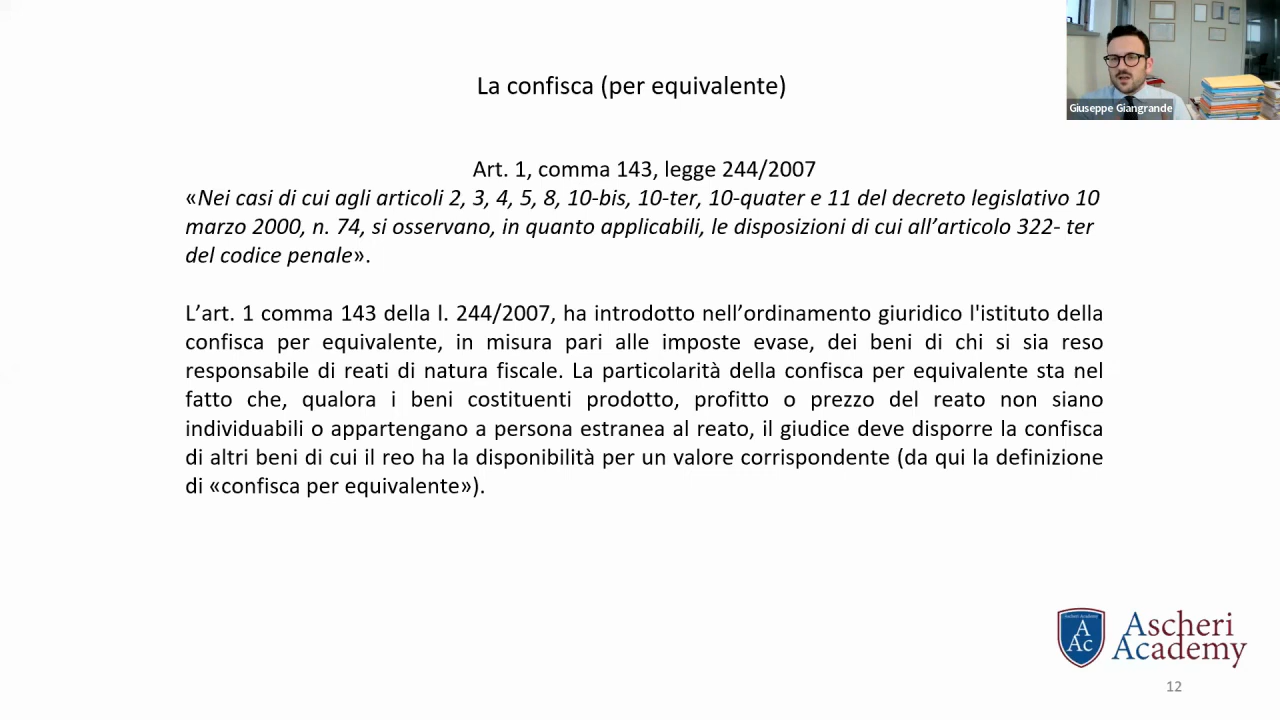 La confisca (per equivalente)
Giuseppe Giangrande
Art. 1, comma 143, legge 244/2007
«Nei casi di cui agli articoli 2, 3, 4, 5, 8, 10-bis, 10-ter, 10-quater e 11 del decreto legislativo 10
marzo 2000, n. 74, si osservano, in quanto applicabili, le disposizioni di cui all’articolo 322- ter
del codice penale».
L’art. 1 comma 143 della l. 244/2007, ha introdotto nell’ordinamento giuridico l'istituto della
confisca per equivalente, in misura pari alle imposte evase, dei beni di chi si sia reso
responsabile di reati di natura fiscale. La particolarità della confisca per equivalente sta nel
fatto che, qualora i beni costituenti prodotto, profitto o prezzo del reato non siano
individuabili o appartengano a persona estranea al reato, il giudice deve disporre la confisca
di altri beni di cui il reo ha la disponibilità per un valore corrispondente (da qui la definizione
di «confisca per equivalente»).
Ascheri Academy
A
Ac
Ascheri
Academy
12